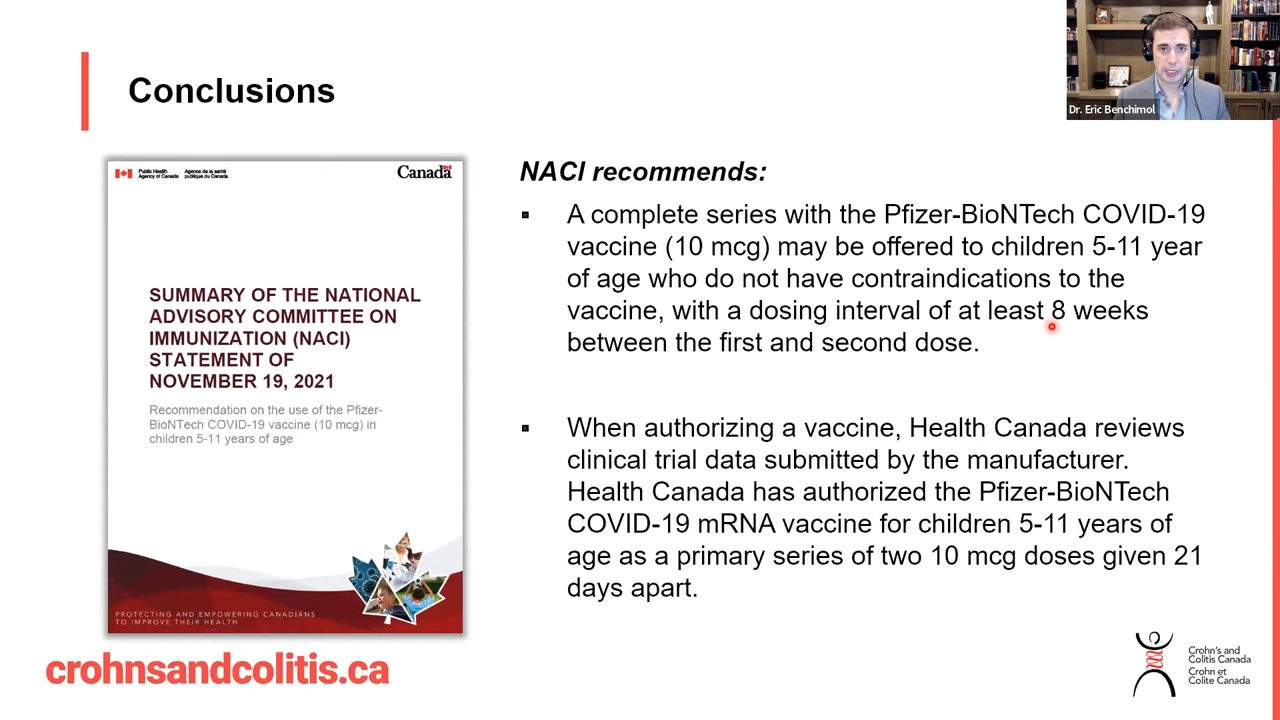 Dr. Eric Benchimol
Conclusions
Public Health
Agency of Canada
Agence de la santé
publique du Canada
Canada
SUMMARY OF THE NATIONAL
ADVISORY COMMITTEE ON
IMMUNIZATION (NACI)
STATEMENT OF
NOVEMBER 19, 2021
Recommendation on the use of the Pfizer-
BioNTech COVID-19 vaccine (10 mcg) in
children 5-11 years of age
PROTECTING AND EMPOWERING CANADIANS
TO IMPROVE THEIR HEALTH
NACI recommends:
A complete series with the Pfizer-BioNTech COVID-19
vaccine (10 mcg) may be offered to children 5-11 year
of age who do not have contraindications to the
vaccine, with a dosing interval of at least 8 weeks
between the first and second dose.
When authorizing a vaccine, Health Canada reviews
clinical trial data submitted by the manufacturer.
Health Canada has authorized the Pfizer-BioNTech
COVID-19 mRNA vaccine for children 5-11 years of
age as a primary series of two 10 mcg doses given 21
days apart.
crohnsandcolitis.ca
Crohn's and
Colitis Canada
Crohn et
Colite Canada